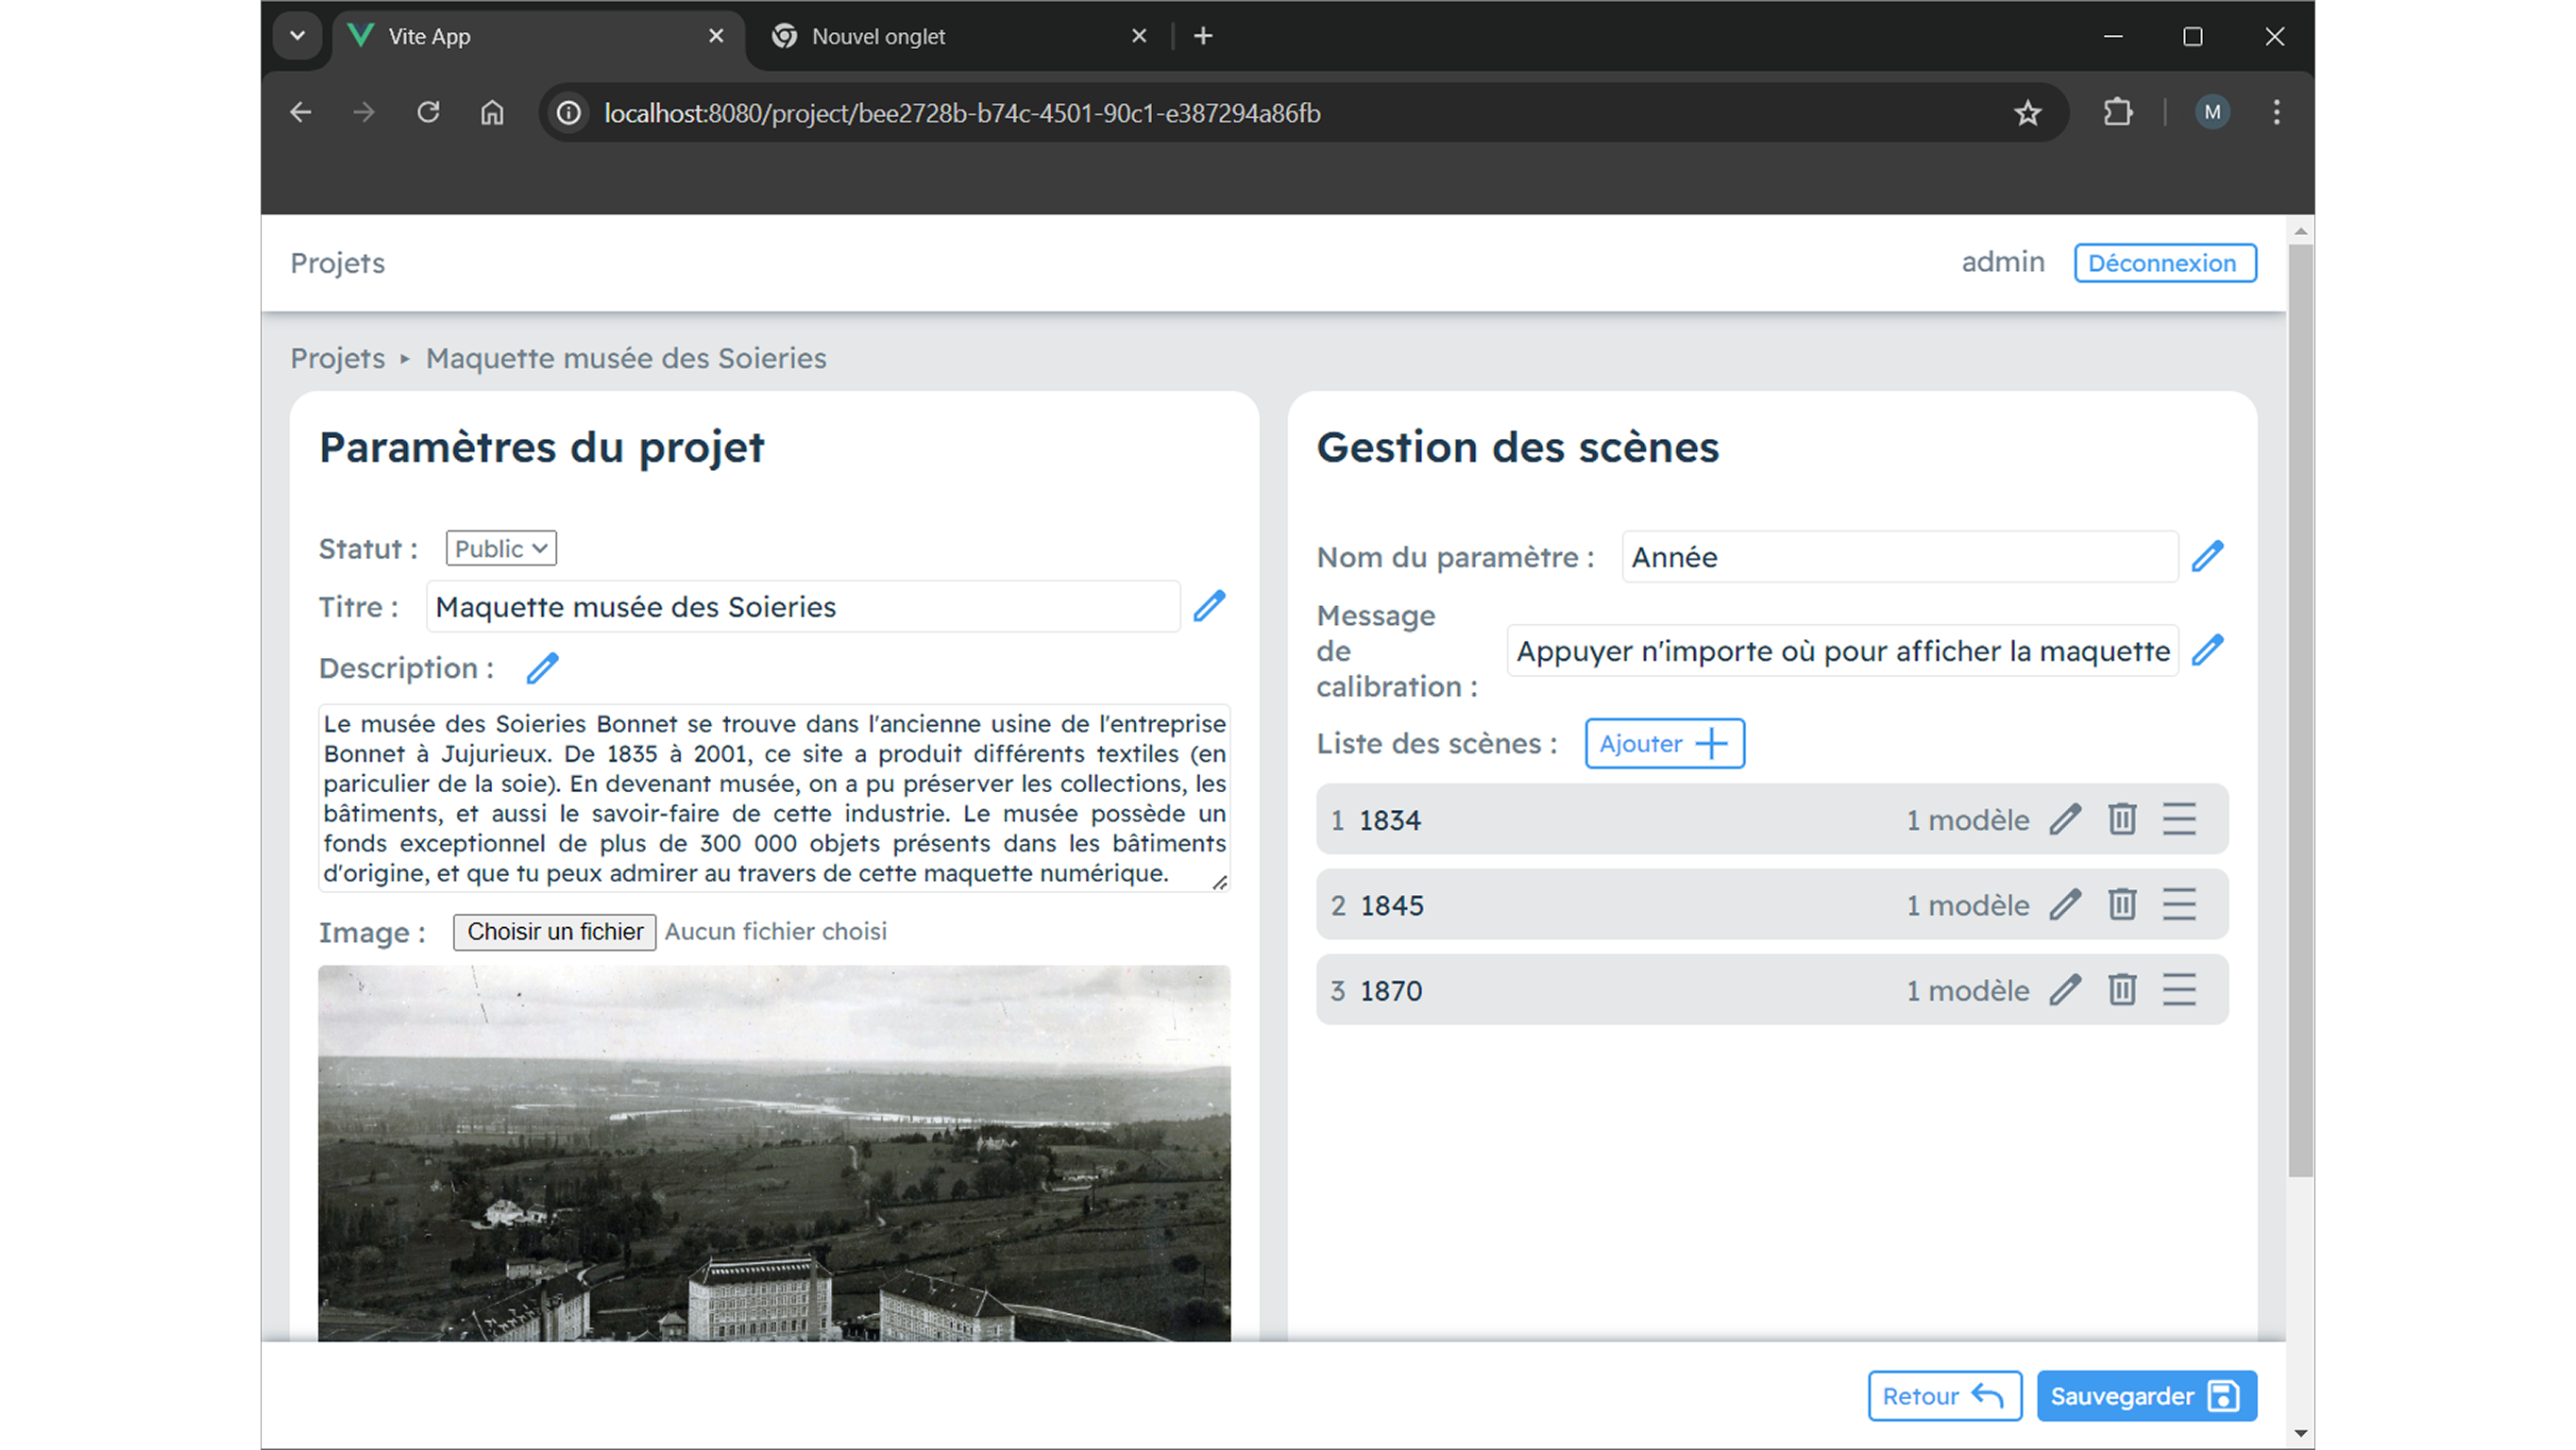 Vite App
Nouvel onglet
localhost:8080/project/bee2728b-b74c-4501-90c1-e387294a86fb
M
Projets
admin
Déconnexion
Projets ▸ Maquette musée des Soieries
Paramètres du projet
Statut :
Public
Titre :
Maquette musée des Soieries
Description :
Le musée des Soieries Bonnet se trouve dans l'ancienne usine de l'entreprise
Bonnet à Jujurieux. De 1835 à 2001, ce site a produit différents textiles (en
pariculier de la soie). En devenant musée, on a pu préserver les collections, les
bâtiments, et aussi le savoir-faire de cette industrie. Le musée possède un
fonds exceptionnel de plus de 300 000 objets présents dans les bâtiments
d'origine, et que tu peux admirer au travers de cette maquette numérique.
Image :
Choisir un fichier
Aucun fichier choisi
Gestion des scènes
Nom du paramètre :
Année
Message
de
calibration :
Appuyer n'importe où pour afficher la maquette
Liste des scènes :
Ajouter
1 1834 1 modèle
2 1845 1 modèle
3 1870 1 modèle
Retour
Sauvegarder